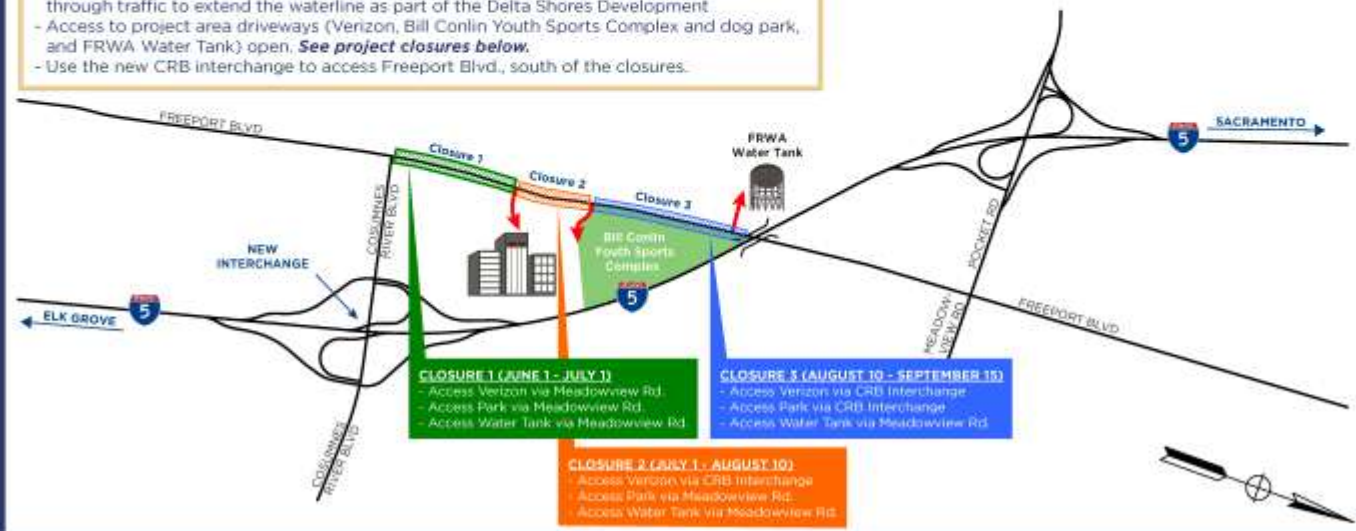 through traffic to extend the waterline as part of the Delta Shores Development
- Access to project area driveways (Verizon, Bill Conlin Youth Sports Complex and dog park,
and FRWA Water Tank) open. See project closures below.
- Use the new CRB interchange to access Freeport Blvd., south of the closures.
FREEPORT BLVD
Closure 1
Closure 2
Closure 3
FRWA
Water Tank
5
SACRAMENTO
COSUMNES
RIVER BLVD
NEW
INTERCHANGE
Bill Conlin
Youth Sports
Complex
POCKET RD
5
ELK GROVE
5
MEADOW-
VIEW RD
FREEPORT BLVD
CLOSURE 1 (JUNE 1 - JULY 1)
- Access Verizon via Meadowview Rd.
- Access Park via Meadowview Rd.
- Access Water Tank via Meadowview Rd.
CLOSURE 3 (AUGUST 10 - SEPTEMBER 15)
- Access Verizon via CRB Interchange
- Access Park via CRB Interchange
- Access Water Tank via Meadowview Rd.
COSUMNES
RIVER BLVD
CLOSURE 2 (JULY 1 - AUGUST 10)
- Access Verizon via CRB Interchange
- Access Park via Meadowview Rd.
- Access Water Tank via Meadowview Rd.